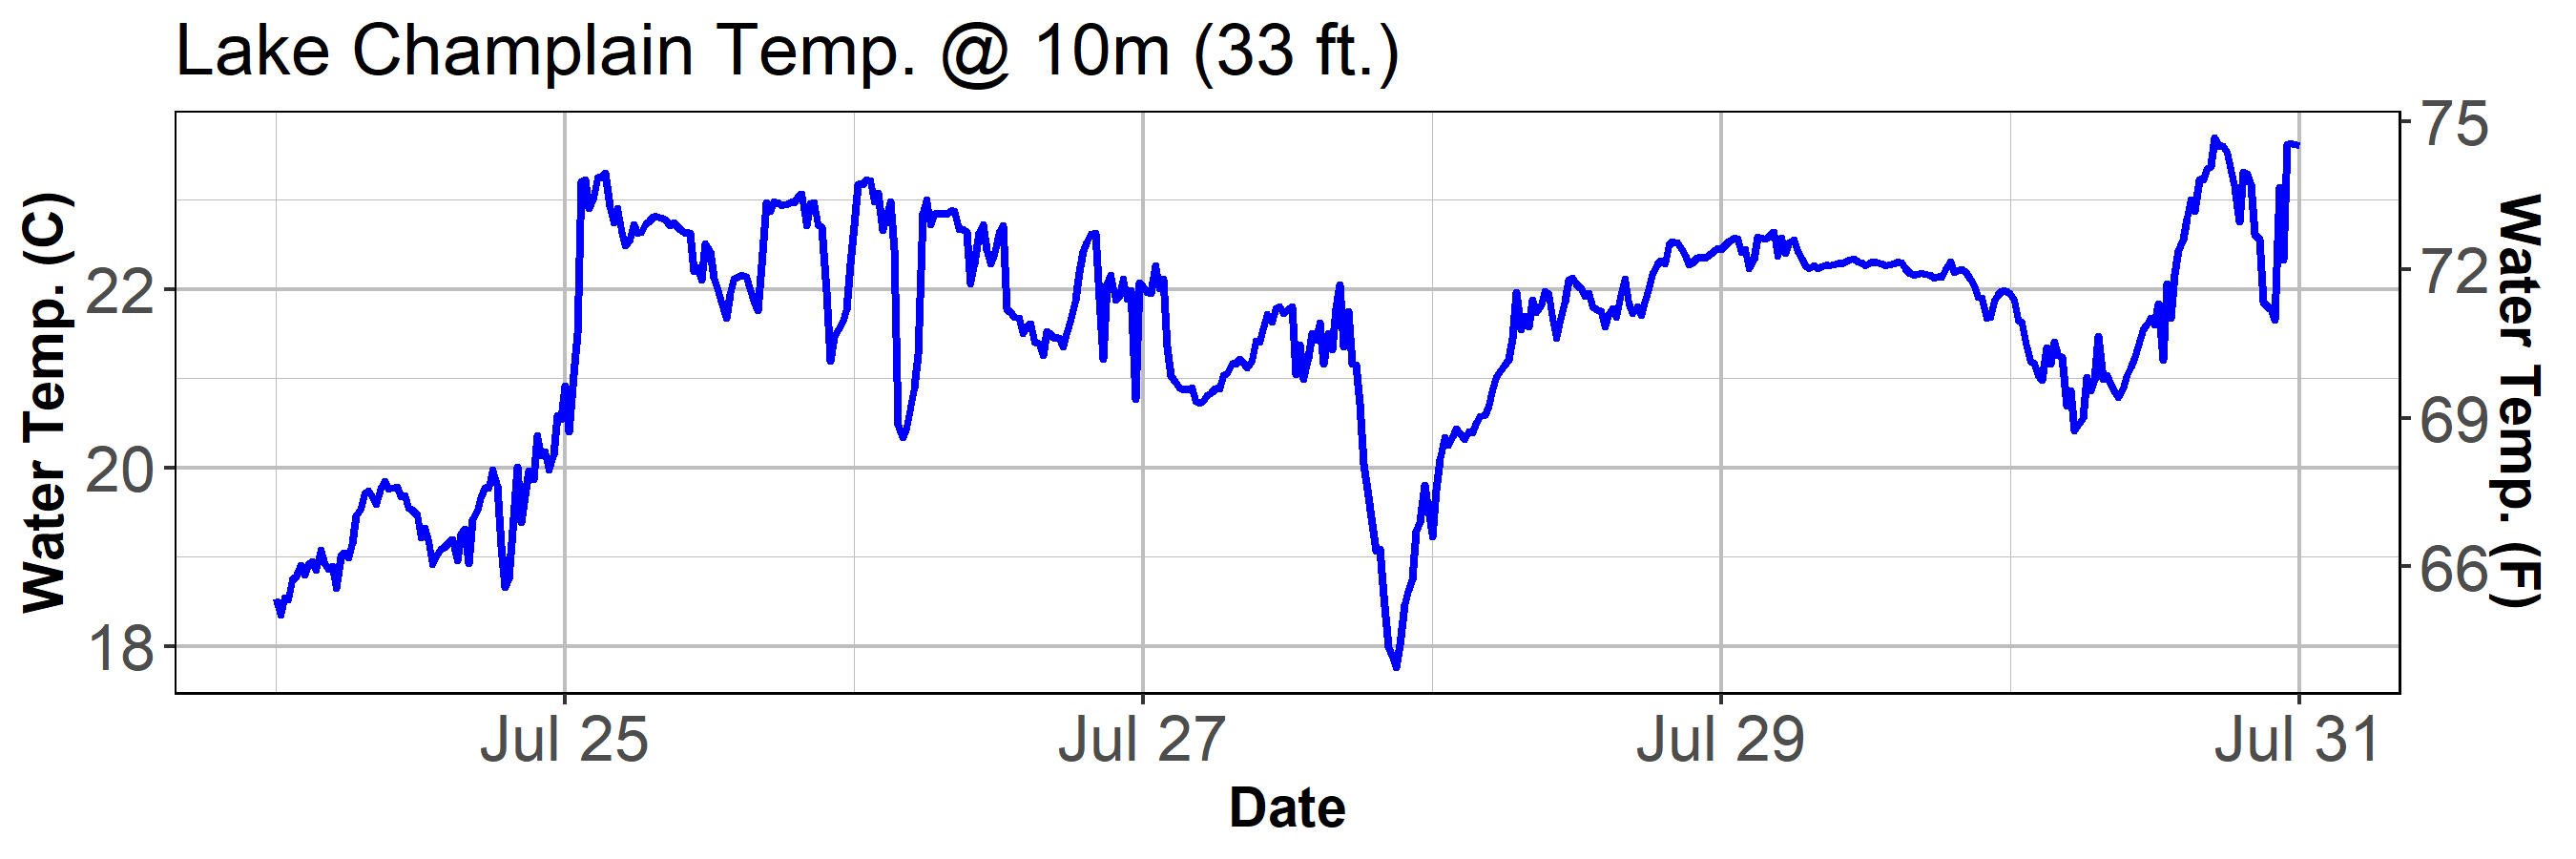 Lake Champlain Temp. @ 10m (33 ft.)
Water Temp. (C)
22
20
18
75
72
69
66
Water Temp. (F)
Jul 25
Jul 27
Jul 29
Jul 31
Date